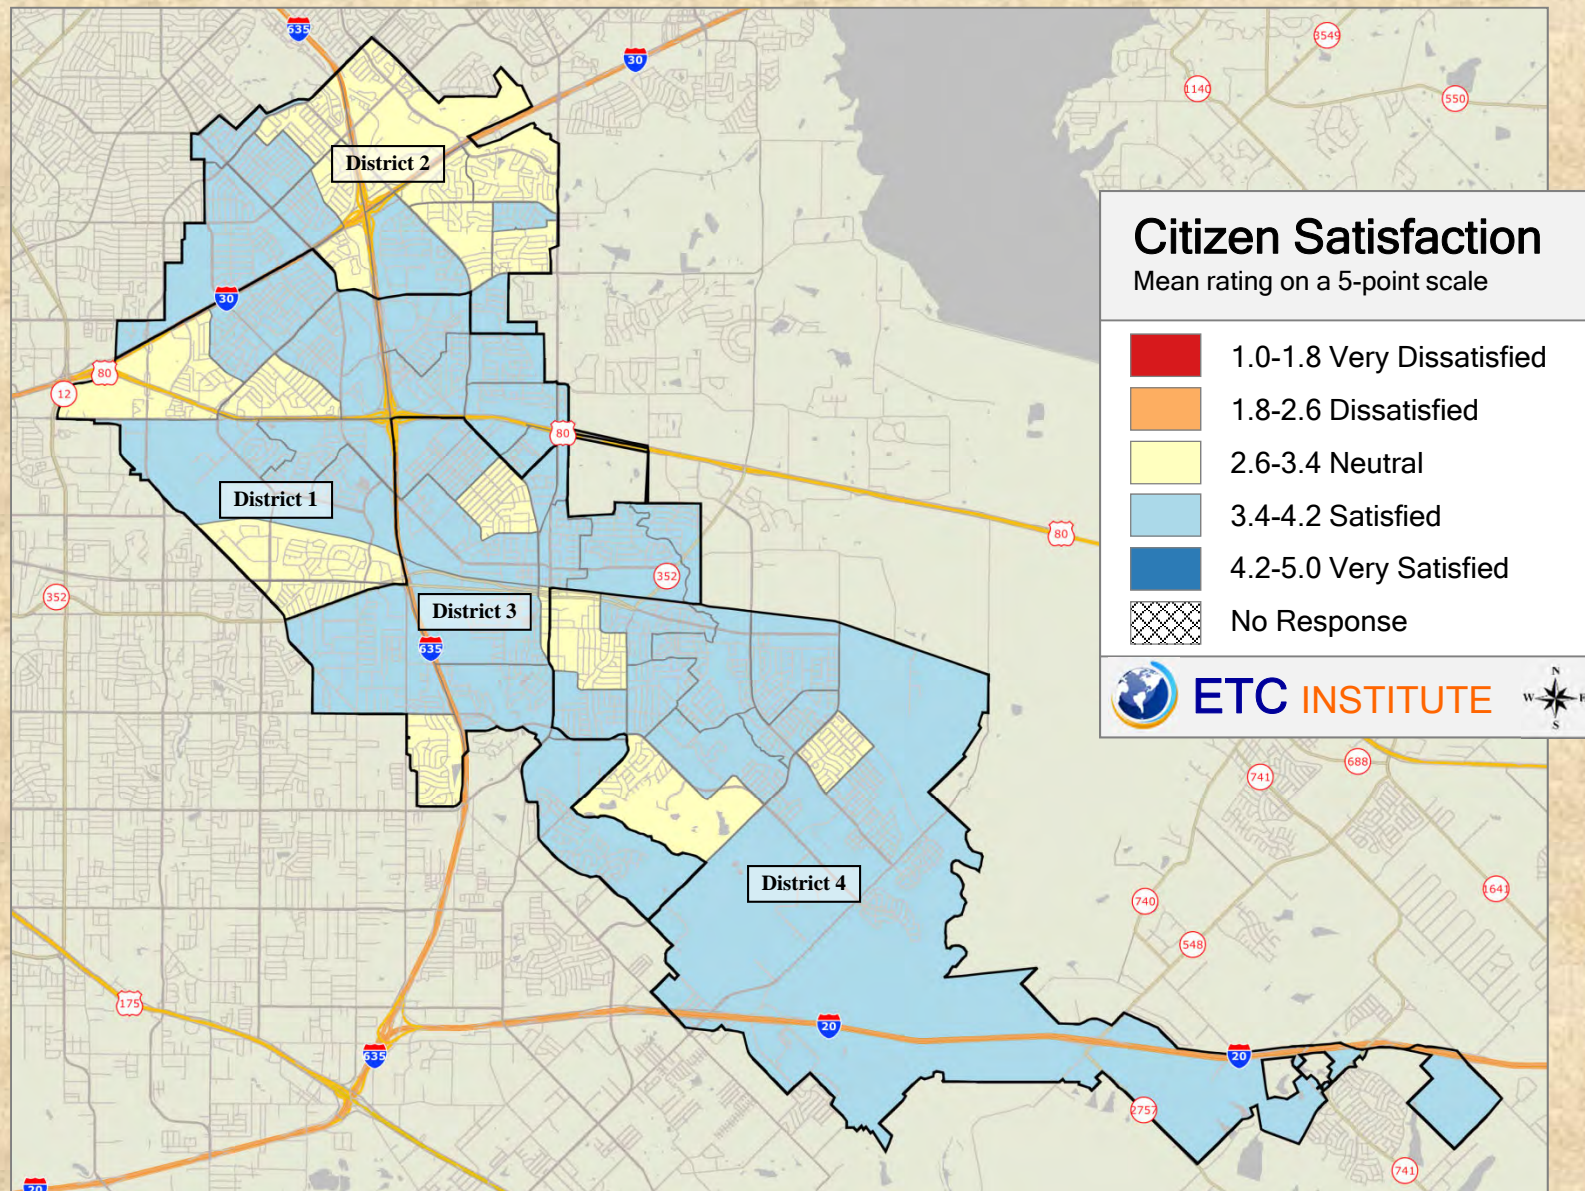 635
30
3549
1140
550
District 2
Citizen Satisfaction
Mean rating on a 5-point scale
30
1.0-1.8 Very Dissatisfied
80
12
1.8-2.6 Dissatisfied
80
2.6-3.4 Neutral
District 1
3.4-4.2 Satisfied
80
352
4.2-5.0 Very Satisfied
352
District 3
No Response
635
ETC INSTITUTE
N
W
E
S
688
741
District 4
1641
740
548
175
20
635
20
2757
741
20